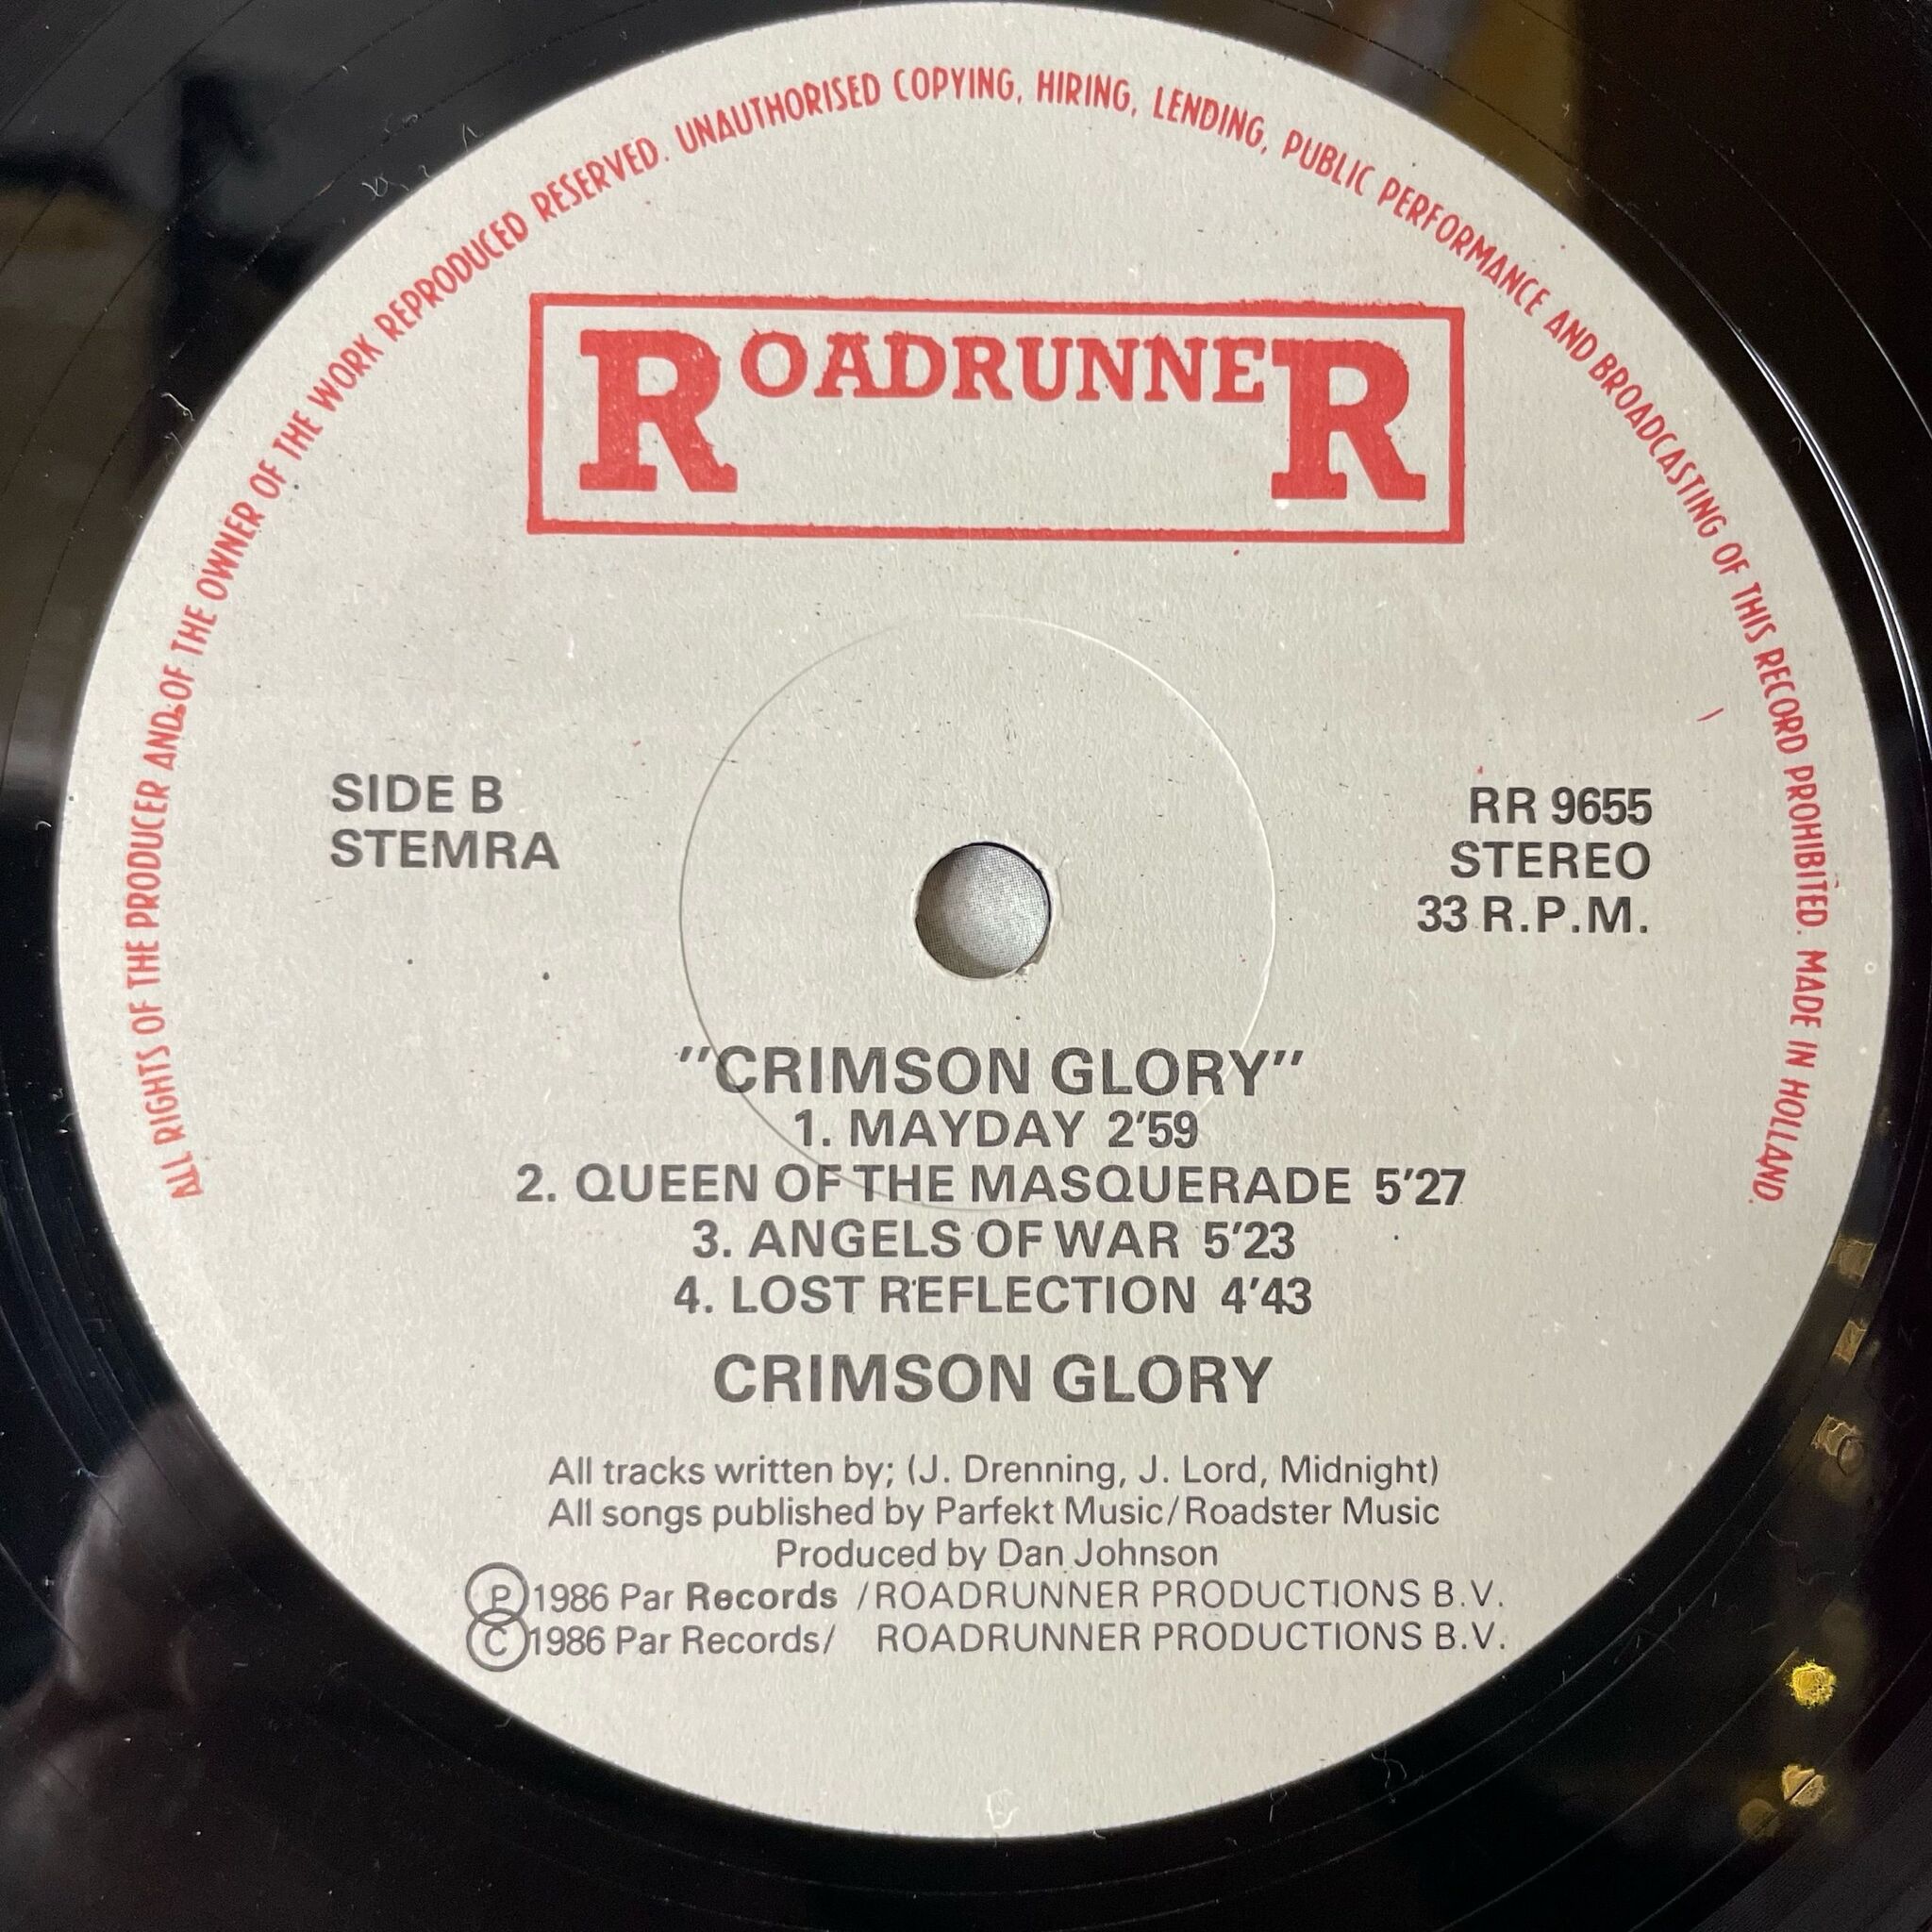 ALL RIGHTS OF THE PRODUCER AND OF THE OWNER OF THE WORK REPRODUCED RESERVED. UNAUTHORISED COPYING, HIRING, LENDING, PUBLIC PERFORMANCE AND BROADCASTING OF THIS RECORD PROHIBITED. MADE IN HOLLAND.
ROADRUNNER
SIDE B
STEMRA
RR 9655
STEREO
33 R.P.M.
"CRIMSON GLORY"
1. MAYDAY 2'59
2. QUEEN OF THE MASQUERADE 5'27
3. ANGELS OF WAR 5'23
4. LOST REFLECTION 4'43
CRIMSON GLORY
All tracks written by; (J. Drenning, J. Lord, Midnight)
All songs published by Parfekt Music/Roadster Music
Produced by Dan Johnson
Ⓟ 1986 Par Records /ROADRUNNER PRODUCTIONS B.V.
© 1986 Par Records/ ROADRUNNER PRODUCTIONS B.V.